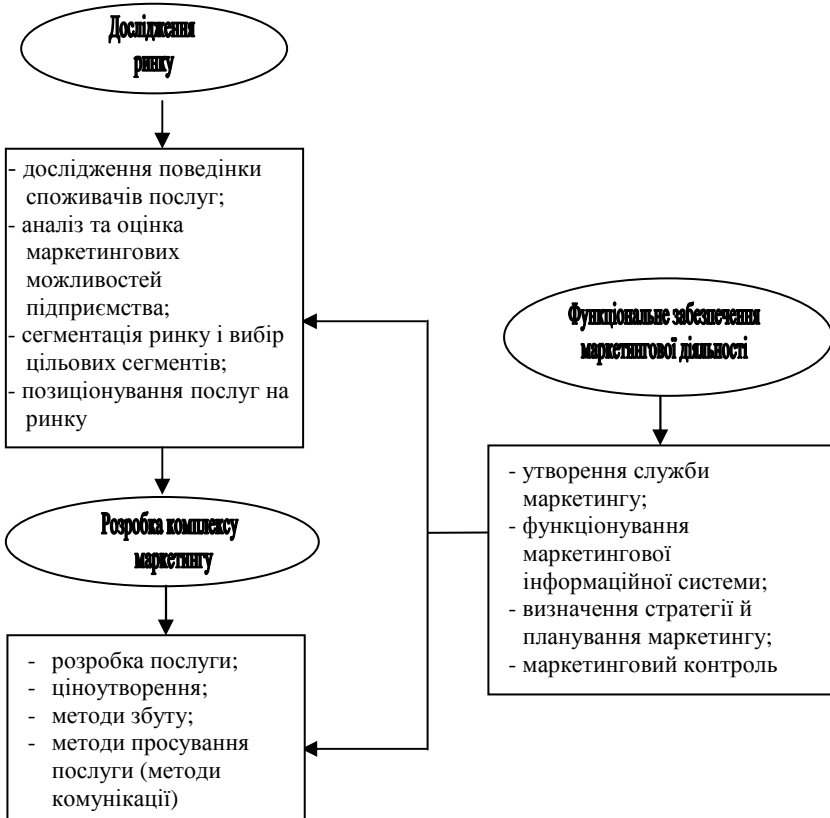 Дослідження
ринку
- дослідження поведінки
споживачів послуг;
- аналіз та оцінка
маркетингових
можливостей
підприємства;
- сегментація ринку і вибір
цільових сегментів;
- позиціонування послуг на
ринку
Розробка комплексу
маркетингу
- розробка послуги;
- ціноутворення;
- методи збуту;
- методи просування
послуги (методи
комунікації)
Функціональне забезпечення
маркетингової діяльності
- утворення служби
маркетингу;
- функціонування
маркетингової
інформаційної системи;
- визначення стратегії й
планування маркетингу;
- маркетинговий контроль